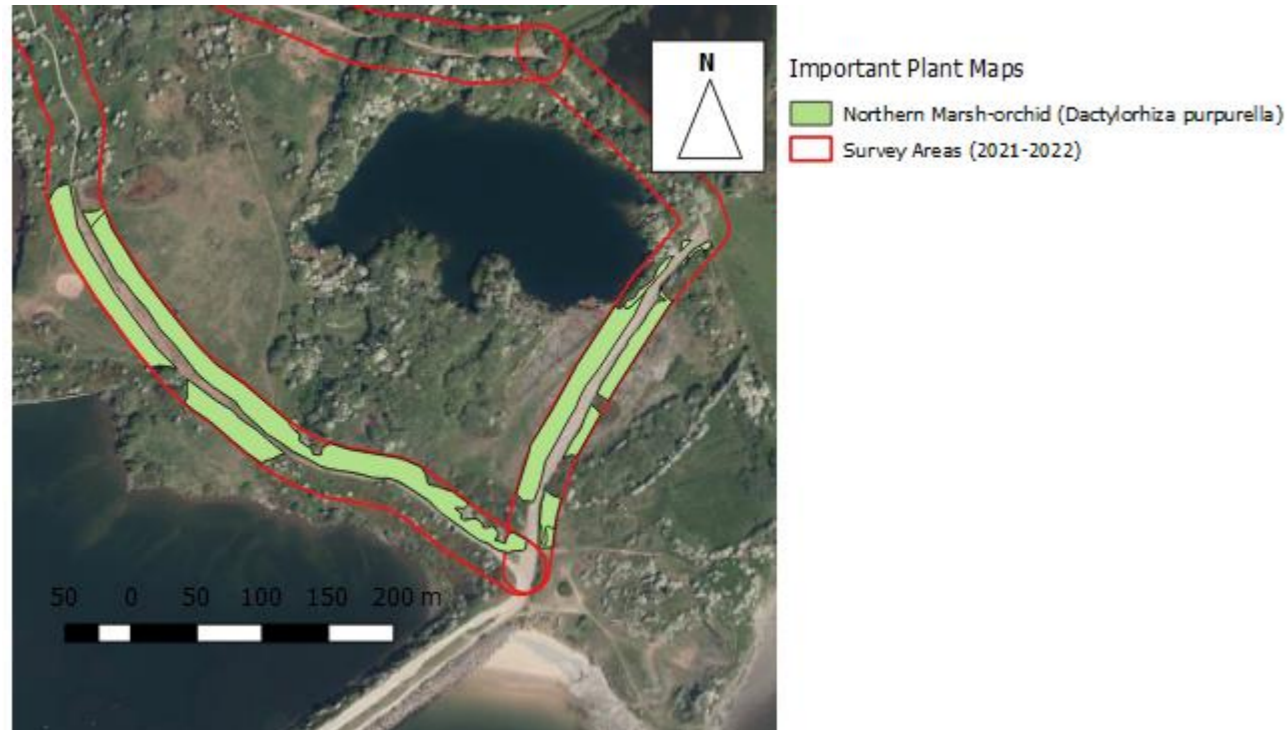 N
Important Plant Maps
Northern Marsh-orchid (Dactylorhiza purpurella)
Survey Areas (2021-2022)
50 0 50 100 150 200 m